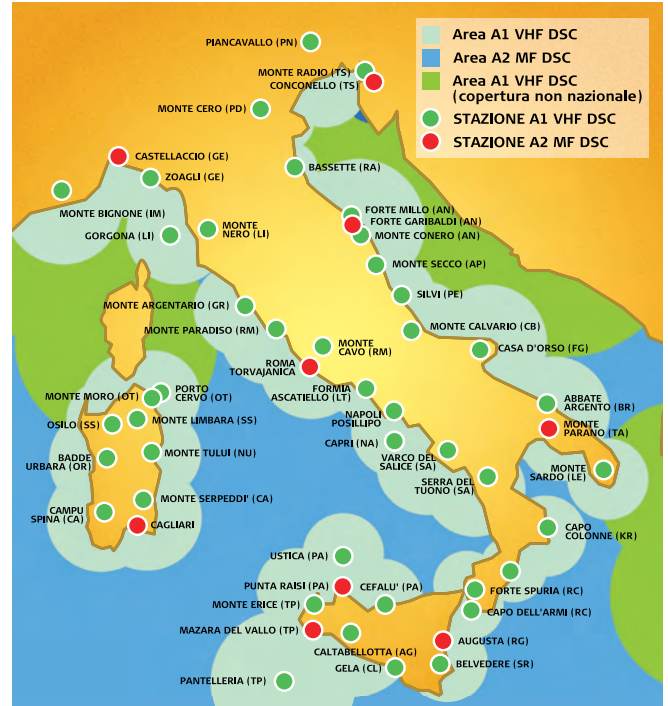 Area A1 VHF DSC
Area A2 MF DSC
Area A1 VHF DSC
(copertura non nazionale)
STAZIONE A1 VHF DSC
STAZIONE A2 MF DSC
PIANCAVALLO (PN)
MONTE RADIO (TS)
CONCONELLO (TS)
MONTE CERO (PD)
CASTELLACCIO (GE)
ZOAGLI (GE)
BASSETTE (RA)
MONTE BIGNONE (IM)
GORGONA (LI)
MONTE
NERO (LI)
FORTE MILLO (AN)
FORTE GARIBALDI (AN)
MONTE CONERO (AN)
MONTE SECCO (AP)
SILVI (PE)
MONTE ARGENTARIO (GR)
MONTE PARADISO (RM)
MONTE
CAVO (RM)
MONTE CALVARIO (CB)
CASA D'ORSO (FG)
ROMA
TORVAJANICA
FORMIA
ASCATIELLO (LT)
MONTE MORO (OT)
PORTO
CERVO (OT)
NAPOLI
POSILLIPO
ABBATE
ARGENTO (BR)
OSILO (SS)
MONTE LIMBARA (SS)
MONTE
PARANO (TA)
CAPRI (NA)
VARCO DEL
SALICE (SA)
BADDE
URBARA (OR)
MONTE TULUI (NU)
MONTE
SARDO (LE)
SERRA DEL
TUONO (SA)
MONTE SERPEDDI' (CA)
CAMPU
SPINA (CA)
CAGLIARI
CAPO
COLONNE (KR)
USTICA (PA)
PUNTA RAISI (PA)
CEFALU' (PA)
FORTE SPURIA (RC)
MONTE ERICE (TP)
CAPO DELL'ARMI (RC)
MAZARA DEL VALLO (TP)
AUGUSTA (RG)
CALTABELLOTTA (AG)
GELA (CL)
BELVEDERE (SR)
PANTELLERIA (TP)